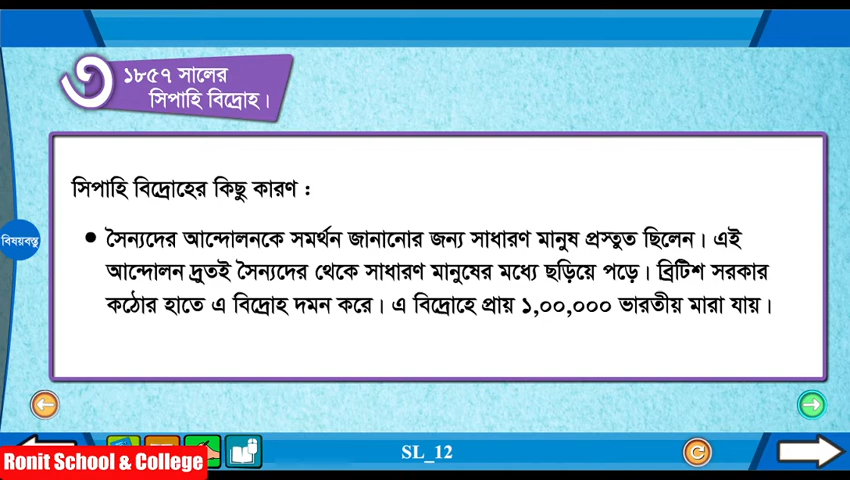 ৩
১৮৫৭ সালের
সিপাহি বিদ্রোহ।
সিপাহি বিদ্রোহের কিছু কারণ :
বিষয়বস্তু
● সৈন্যদের আন্দোলনকে সমর্থন জানানোর জন্য সাধারণ মানুষ প্রস্তুত ছিলেন। এই
আন্দোলন দ্রুতই সৈন্যদের থেকে সাধারণ মানুষের মধ্যে ছড়িয়ে পড়ে। ব্রিটিশ সরকার
কঠোর হাতে এ বিদ্রোহ দমন করে। এ বিদ্রোহে প্রায় ১,০০,০০০ ভারতীয় মারা যায়।
SL_12
Ronit School & College